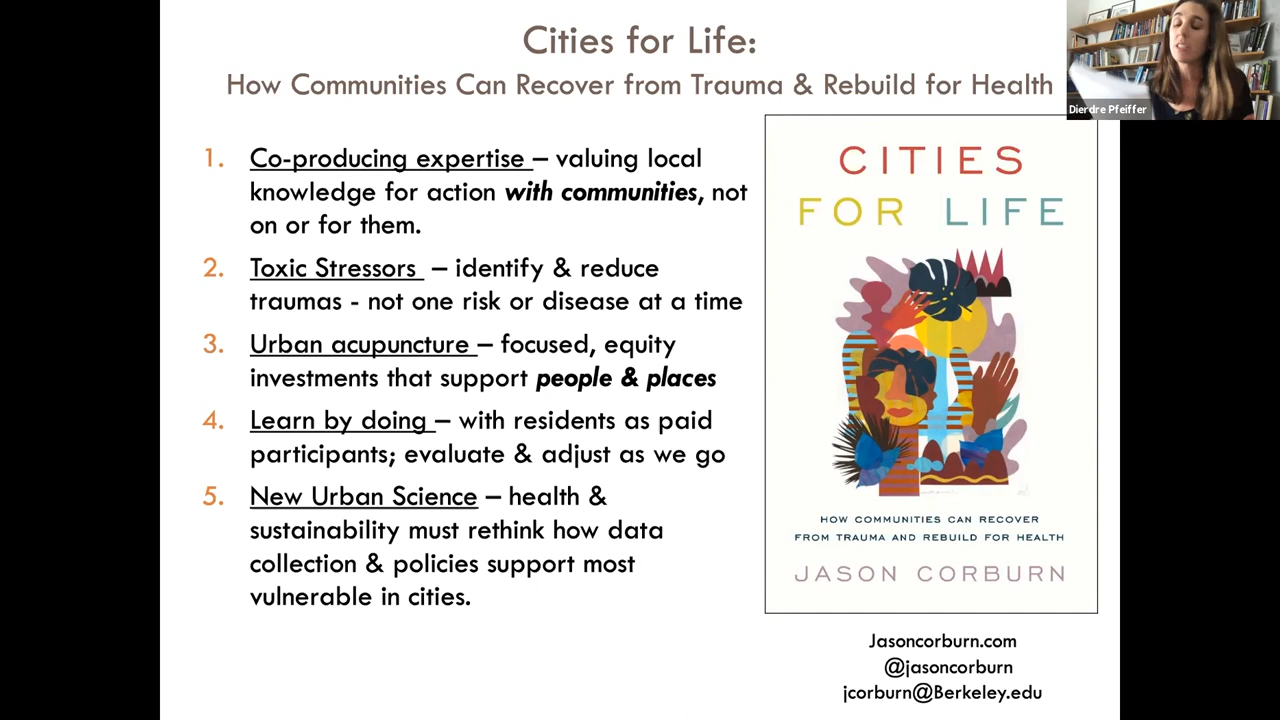 Cities for Life:
How Communities Can Recover from Trauma & Rebuild for Health
Dierdre Pfeiffer
1. Co-producing expertise – valuing local
knowledge for action with communities, not
on or for them.
2. Toxic Stressors – identify & reduce
traumas - not one risk or disease at a time
3. Urban acupuncture – focused, equity
investments that support people & places
4. Learn by doing – with residents as paid
participants; evaluate & adjust as we go
5. New Urban Science – health &
sustainability must rethink how data
collection & policies support most
vulnerable in cities.
CITIES
FOR LIFE
HOW COMMUNITIES CAN RECOVER
FROM TRAUMA AND REBUILD FOR HEALTH
JASON CORBURN
Jasoncorburn.com
@jasoncorburn
jcorburn@Berkeley.edu